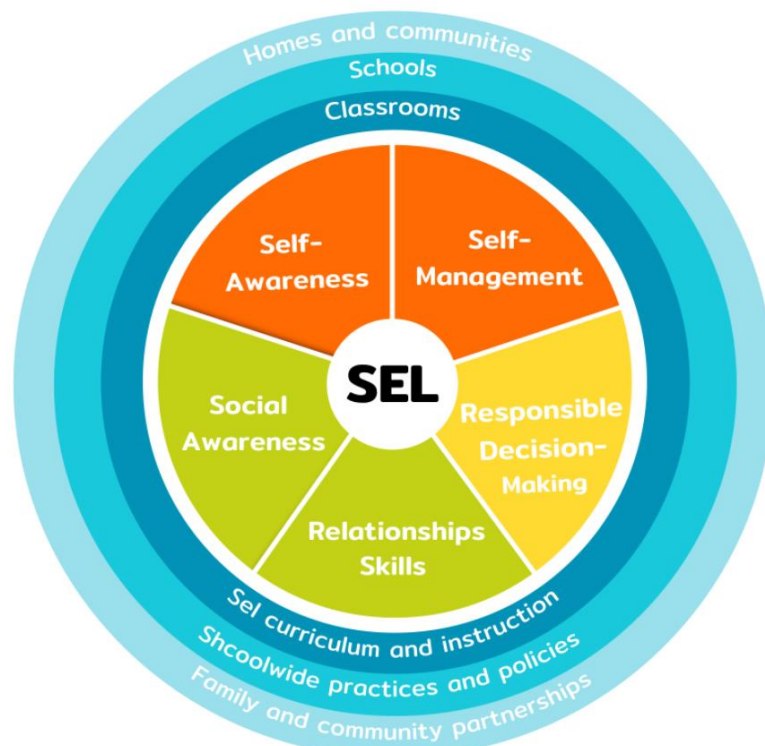 Homes and communities
Schools
Classrooms
Self-
Awareness
Self-
Management
Social
Awareness
SEL
Responsible
Decision-
Making
Relationships
Skills
Sel curriculum and instruction
Shcoolwide practices and policies
Family and community partnerships